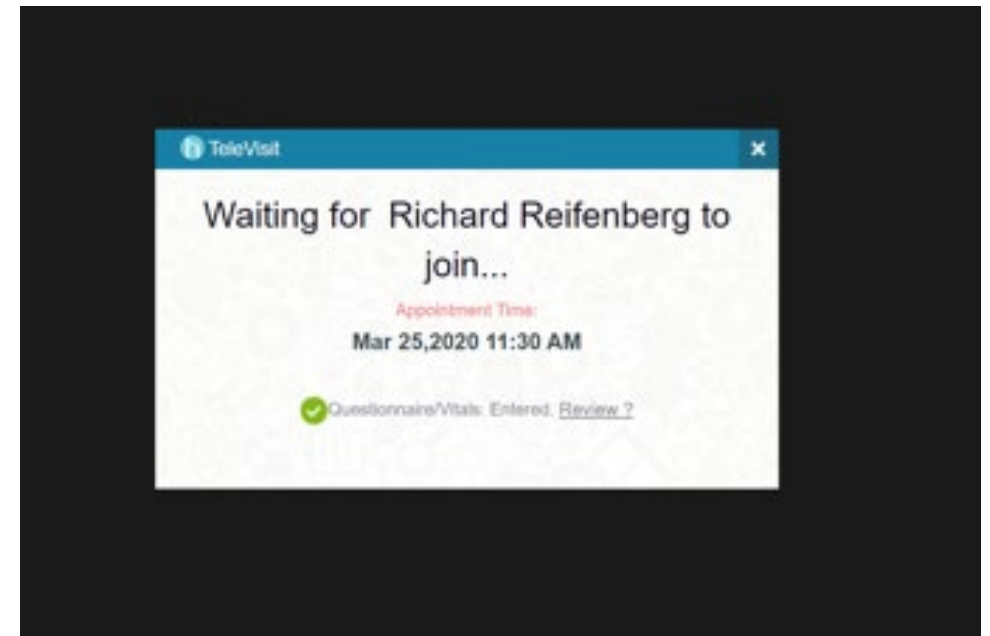 TeleVisit
Waiting for Richard Reifenberg to
join...
Appointment Time:
Mar 25,2020 11:30 AM
Questionnaire/Vitals: Entered. Review ?